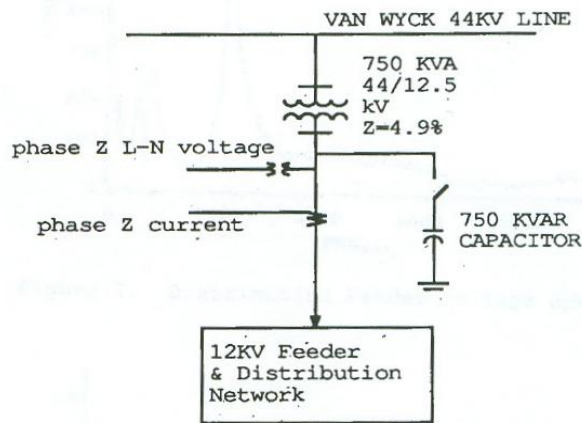 VAN WYCK 44KV LINE
750 KVA
44/12.5
kV
Z=4.9%
phase Z L-N voltage
phase Z current
750 KVAR
CAPACITOR
12KV Feeder
& Distribution
Network